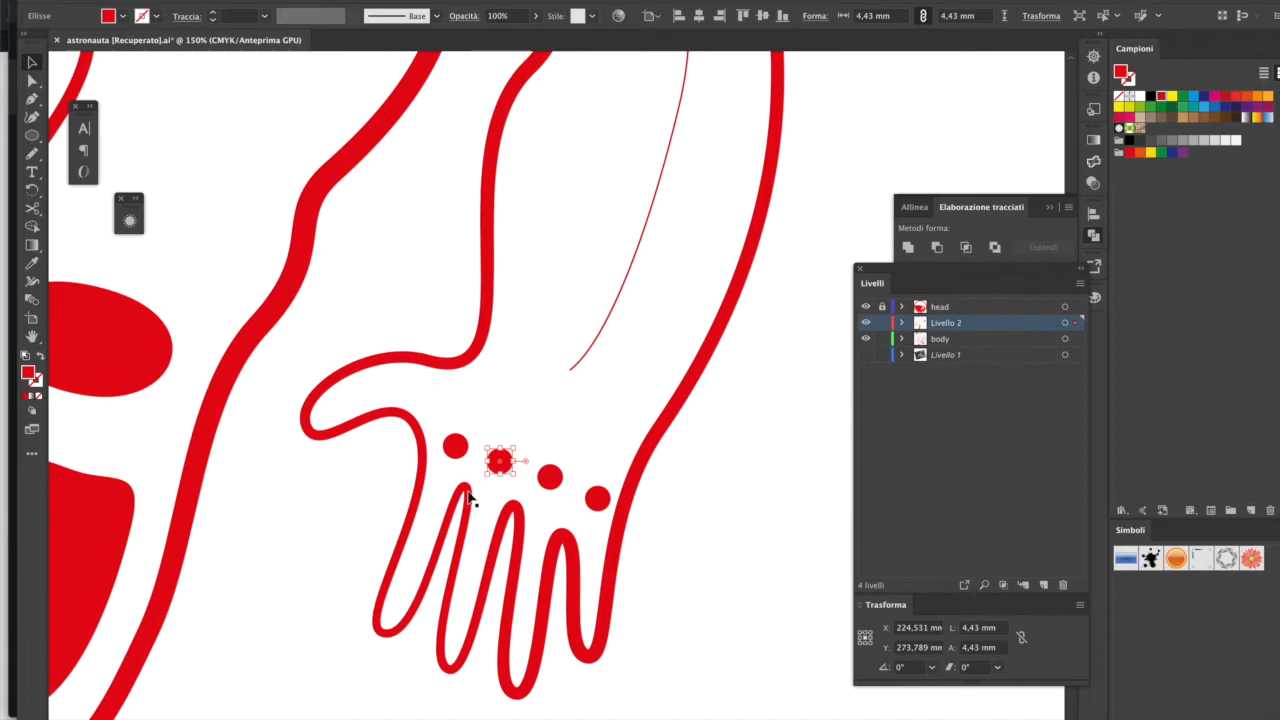 Ellisse
Traccia:
Base
Opacità:
100%
Stile:
Forma:
4,43 mm
4,43 mm
Trasforma
astronauta [Recuperato].ai* @ 150% (CMYK/Anteprima GPU)
Campioni
Allinea
Elaborazione tracciati
Metodi forma:
Espandi
Livelli
head
Livello 2
body
Livello 1
4 livelli
Simboli
Trasforma
X: 224,531 mm
L: 4,43 mm
Y: 273,789 mm
A: 4,43 mm
0°
0°